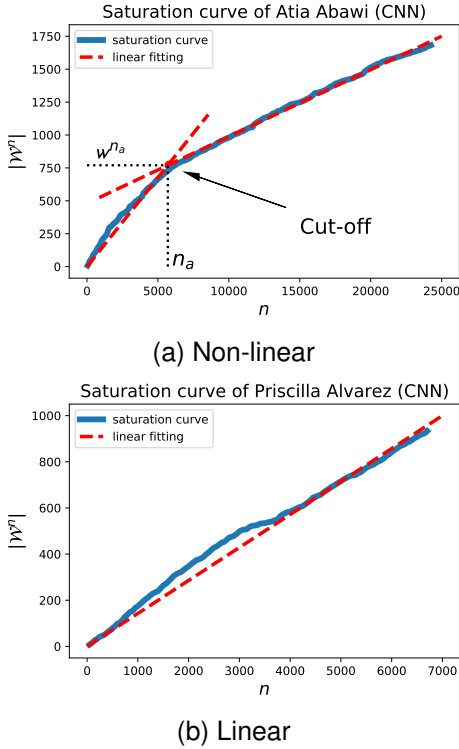 Saturation curve of Atia Abawi (CNN)
saturation curve
linear fitting
1750
1500
1250
1000
750
500
250
0
|𝒲ⁿ|
w^{n_a}
n_a
Cut-off
0 5000 10000 15000 20000 25000
n
(a) Non-linear
Saturation curve of Priscilla Alvarez (CNN)
saturation curve
linear fitting
1000
800
600
400
200
0
|𝒲ⁿ|
0 1000 2000 3000 4000 5000 6000 7000
n
(b) Linear